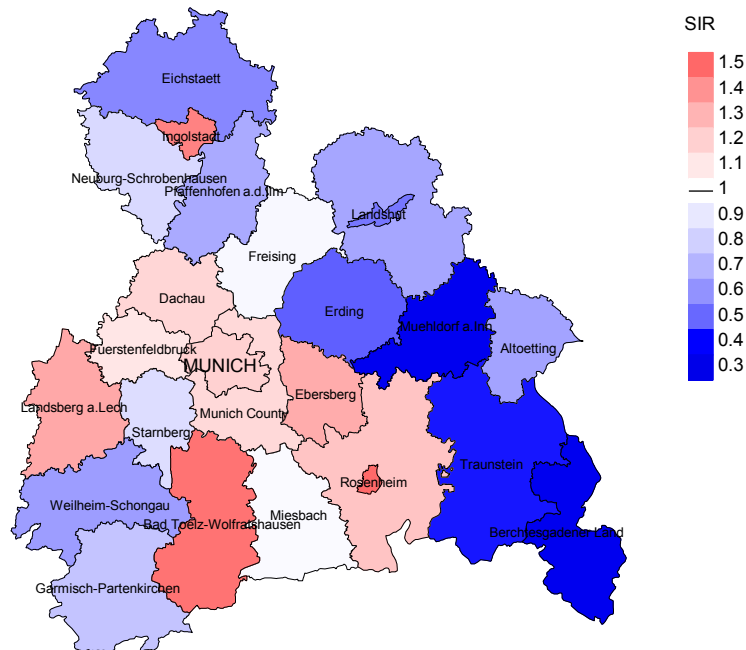 SIR
1.5
1.4
1.3
1.2
1.1
1
0.9
0.8
0.7
0.6
0.5
0.4
0.3
Eichstaett
Ingolstadt
Neuburg-Schrobenhausen
Pfaffenhofen a.d.Ilm
Landshut
Freising
Dachau
Erding
Muehldorf a.Inn
Fuerstenfeldbruck
MUNICH
Altoetting
Ebersberg
Landsberg a.Lech
Munich County
Starnberg
Traunstein
Rosenheim
Weilheim-Schongau
Miesbach
Bad Toelz-Wolfratshausen
Berchtesgadener Land
Garmisch-Partenkirchen